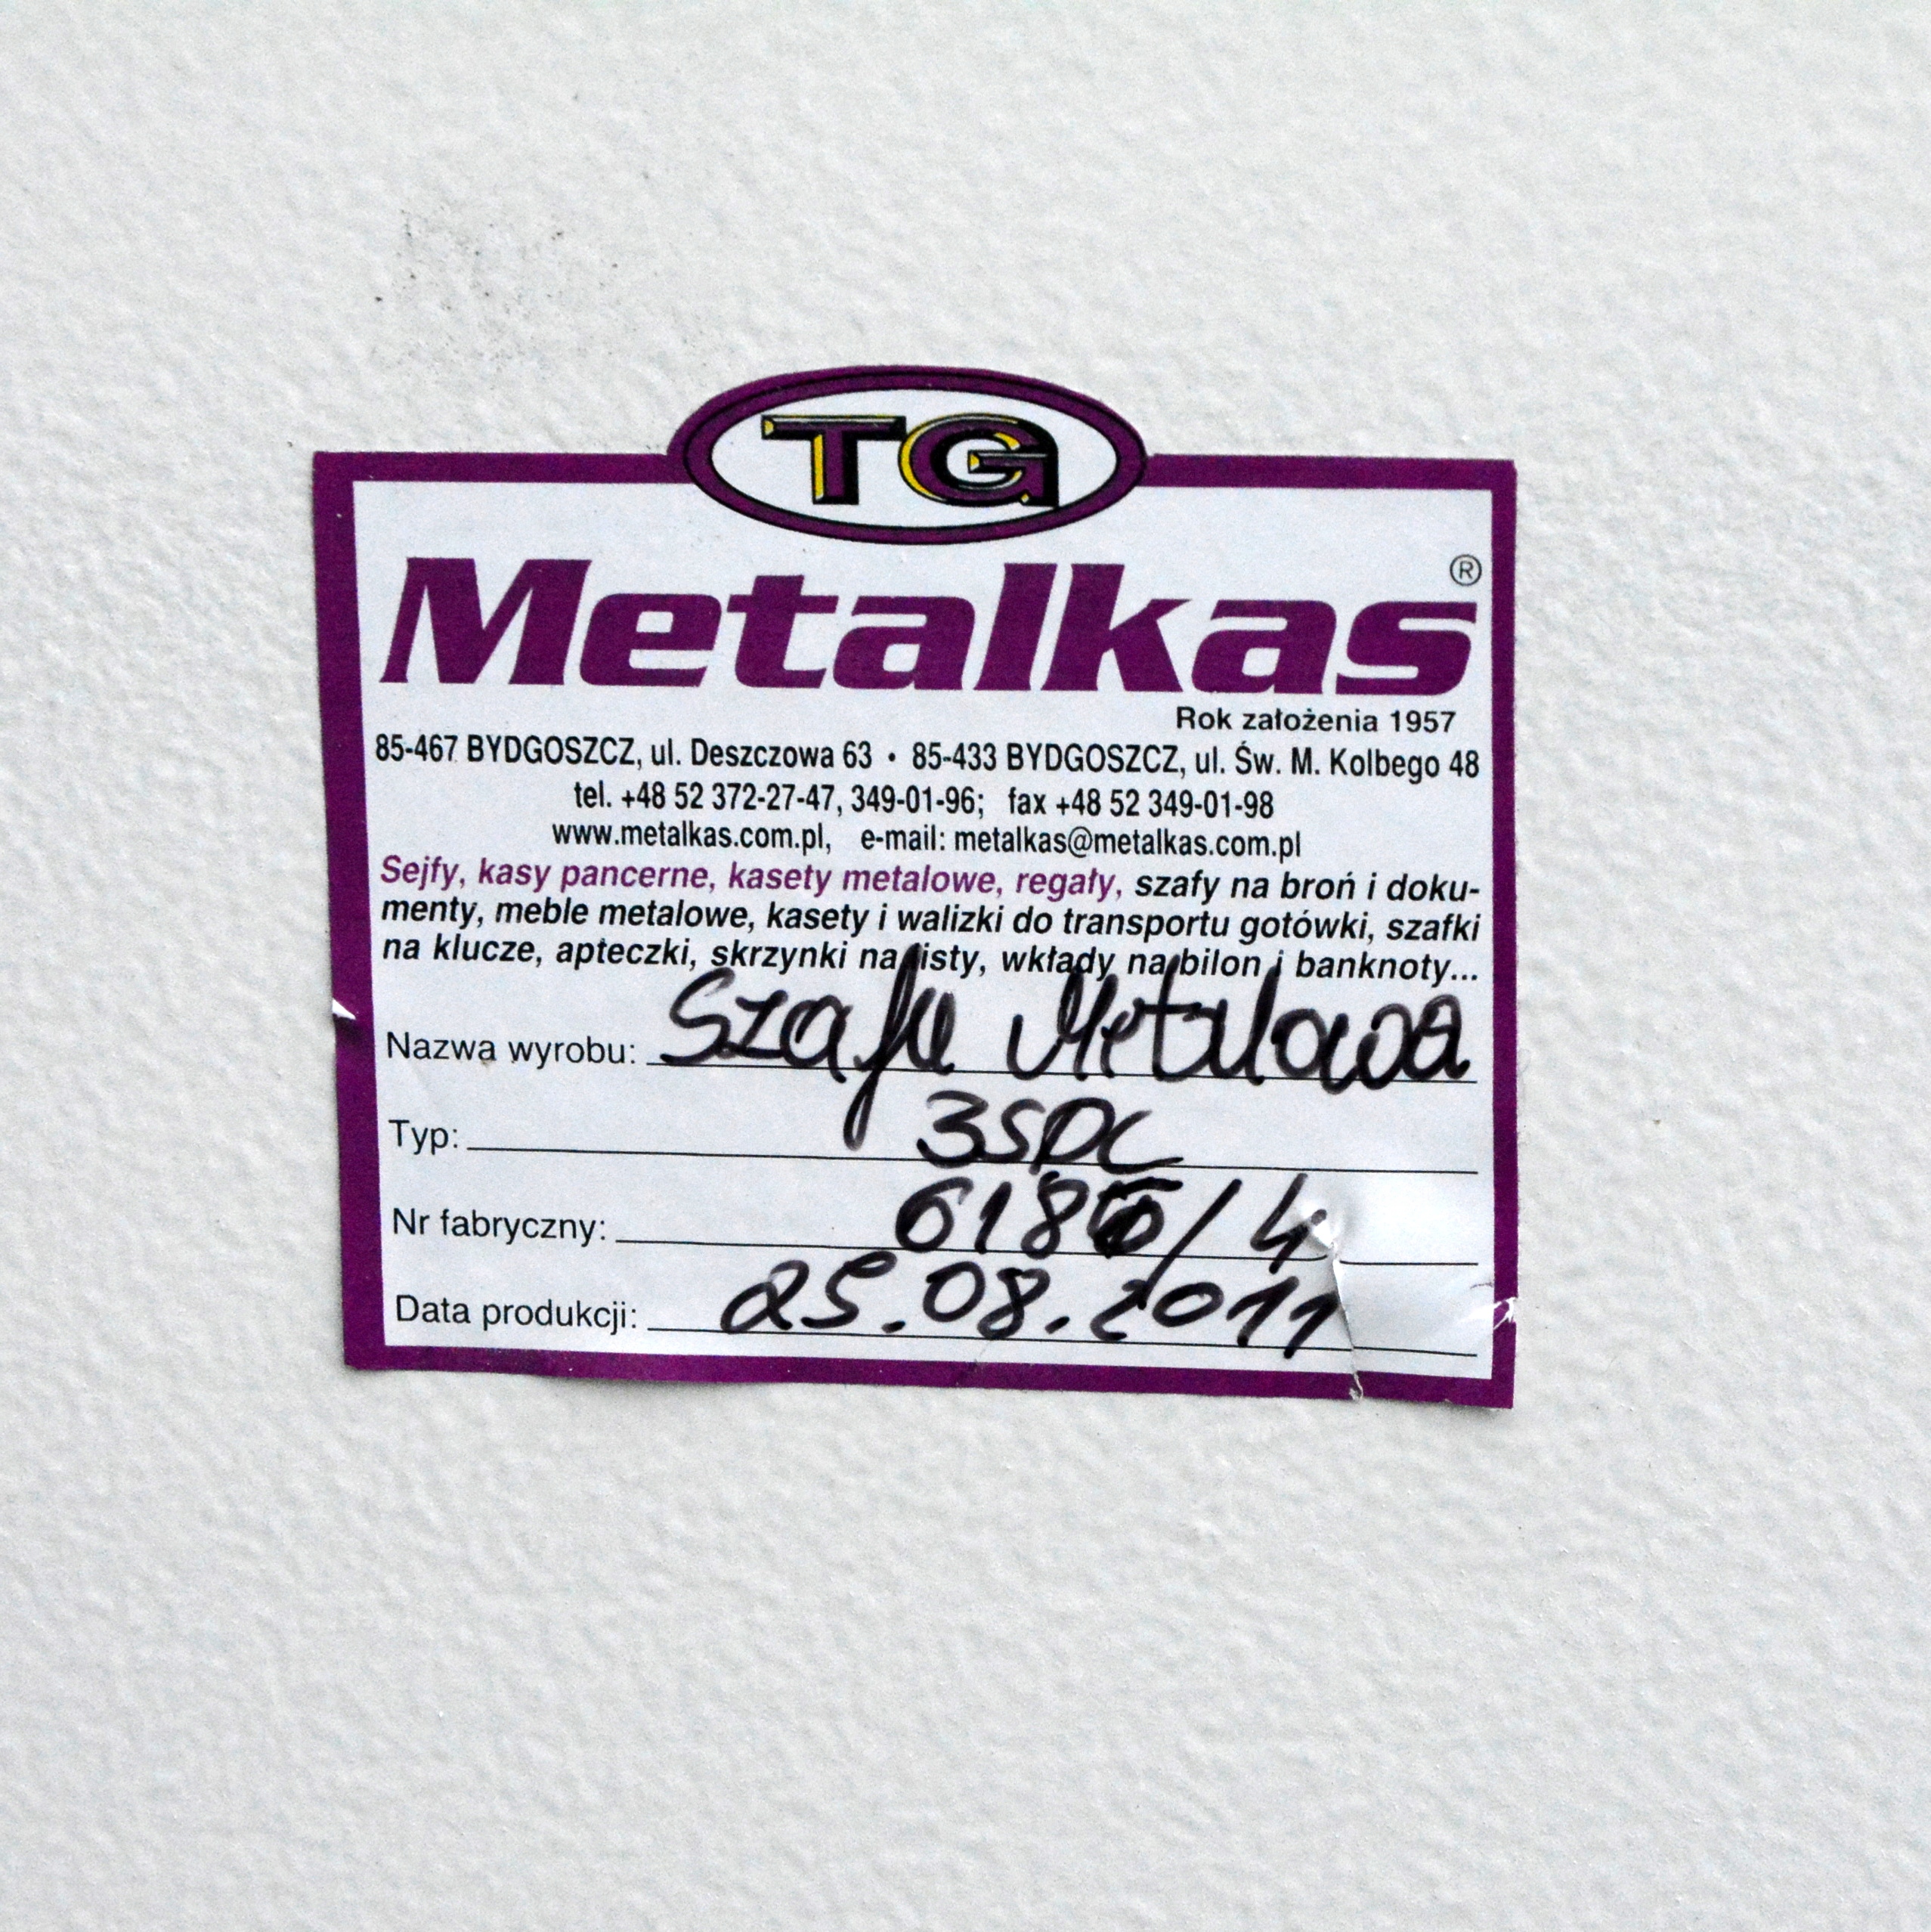 TG
Metalkas ®
Rok założenia 1957
85-467 BYDGOSZCZ, ul. Deszczowa 63 • 85-433 BYDGOSZCZ, ul. Św. M. Kolbego 48
tel. +48 52 372-27-47, 349-01-96; fax +48 52 349-01-98
www.metalkas.com.pl, e-mail: metalkas@metalkas.com.pl
Sejfy, kasy pancerne, kasety metalowe, regały, szafy na broń i doku-
menty, meble metalowe, kasety i walizki do transportu gotówki, szafki
na klucze, apteczki, skrzynki na listy, wkłady na bilon i banknoty...
Nazwa wyrobu: Szafa Metalowa
Typ: 3SDC
Nr fabryczny:
Data produkcji: 25.08.2011